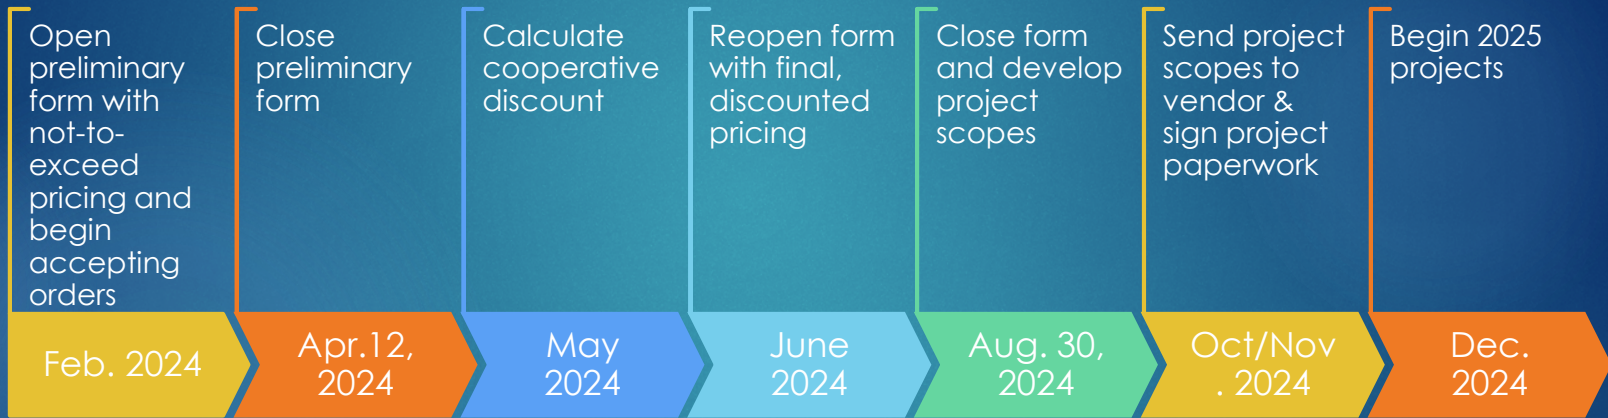 Open
preliminary
form with
not-to-
exceed
pricing and
begin
accepting
orders
Feb. 2024
Close
preliminary
form
Apr.12,
2024
Calculate
cooperative
discount
May
2024
Reopen form
with final,
discounted
pricing
June
2024
Close form
and develop
project
scopes
Aug. 30,
2024
Send project
scopes to
vendor &
sign project
paperwork
Oct/Nov
. 2024
Begin 2025
projects
Dec.
2024